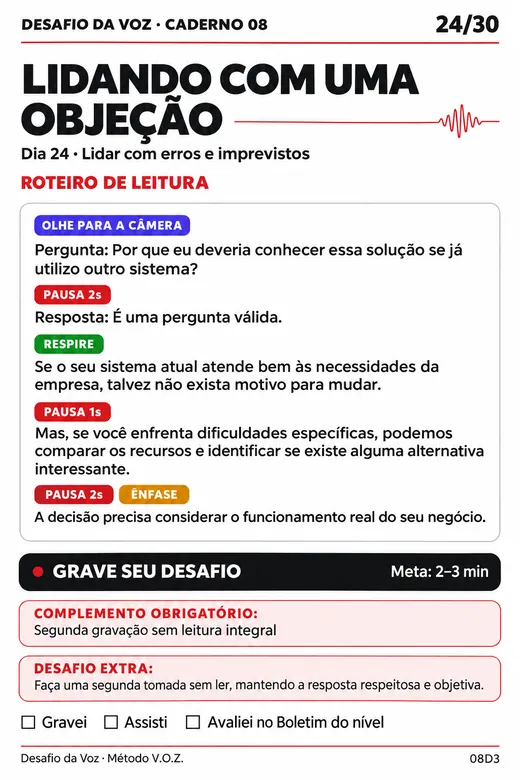 DESAFIO DA VOZ · CADERNO 08
24/30
LIDANDO COM UMA
OBJEÇÃO
Dia 24 · Lidar com erros e imprevistos
ROTEIRO DE LEITURA
OLHE PARA A CÂMERA
Pergunta: Por que eu deveria conhecer essa solução se já
utilizo outro sistema?
PAUSA 2s
Resposta: É uma pergunta válida.
RESPIRE
Se o seu sistema atual atende bem às necessidades da
empresa, talvez não exista motivo para mudar.
PAUSA 1s
Mas, se você enfrenta dificuldades específicas, podemos
comparar os recursos e identificar se existe alguma alternativa
interessante.
PAUSA 2s ÊNFASE
A decisão precisa considerar o funcionamento real do seu negócio.
GRAVE SEU DESAFIO
Meta: 2–3 min
COMPLEMENTO OBRIGATÓRIO:
Segunda gravação sem leitura integral
DESAFIO EXTRA:
Faça uma segunda tomada sem ler, mantendo a resposta respeitosa e objetiva.
Gravei Assisti Avaliei no Boletim do nível
Desafio da Voz · Método V.O.Z.
08D3